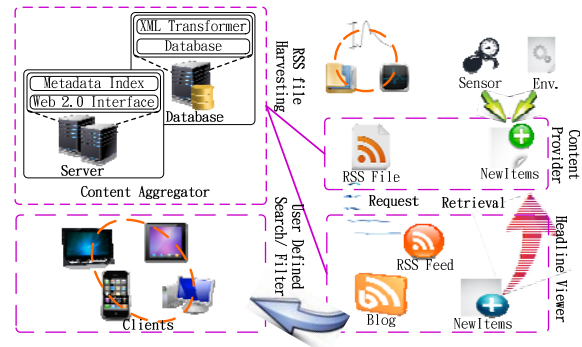 XML Transformer
Database
Metadata Index
Web 2.0 Interface
Database
Server
Content Aggregator
RSS file
Harvesting
Sensor
Env.
RSS File
NewItems
Content
Provider
Request
Retrieval
RSS Feed
Blog
NewItems
Headline Viewer
User Defined
Search/ Filter
Clients